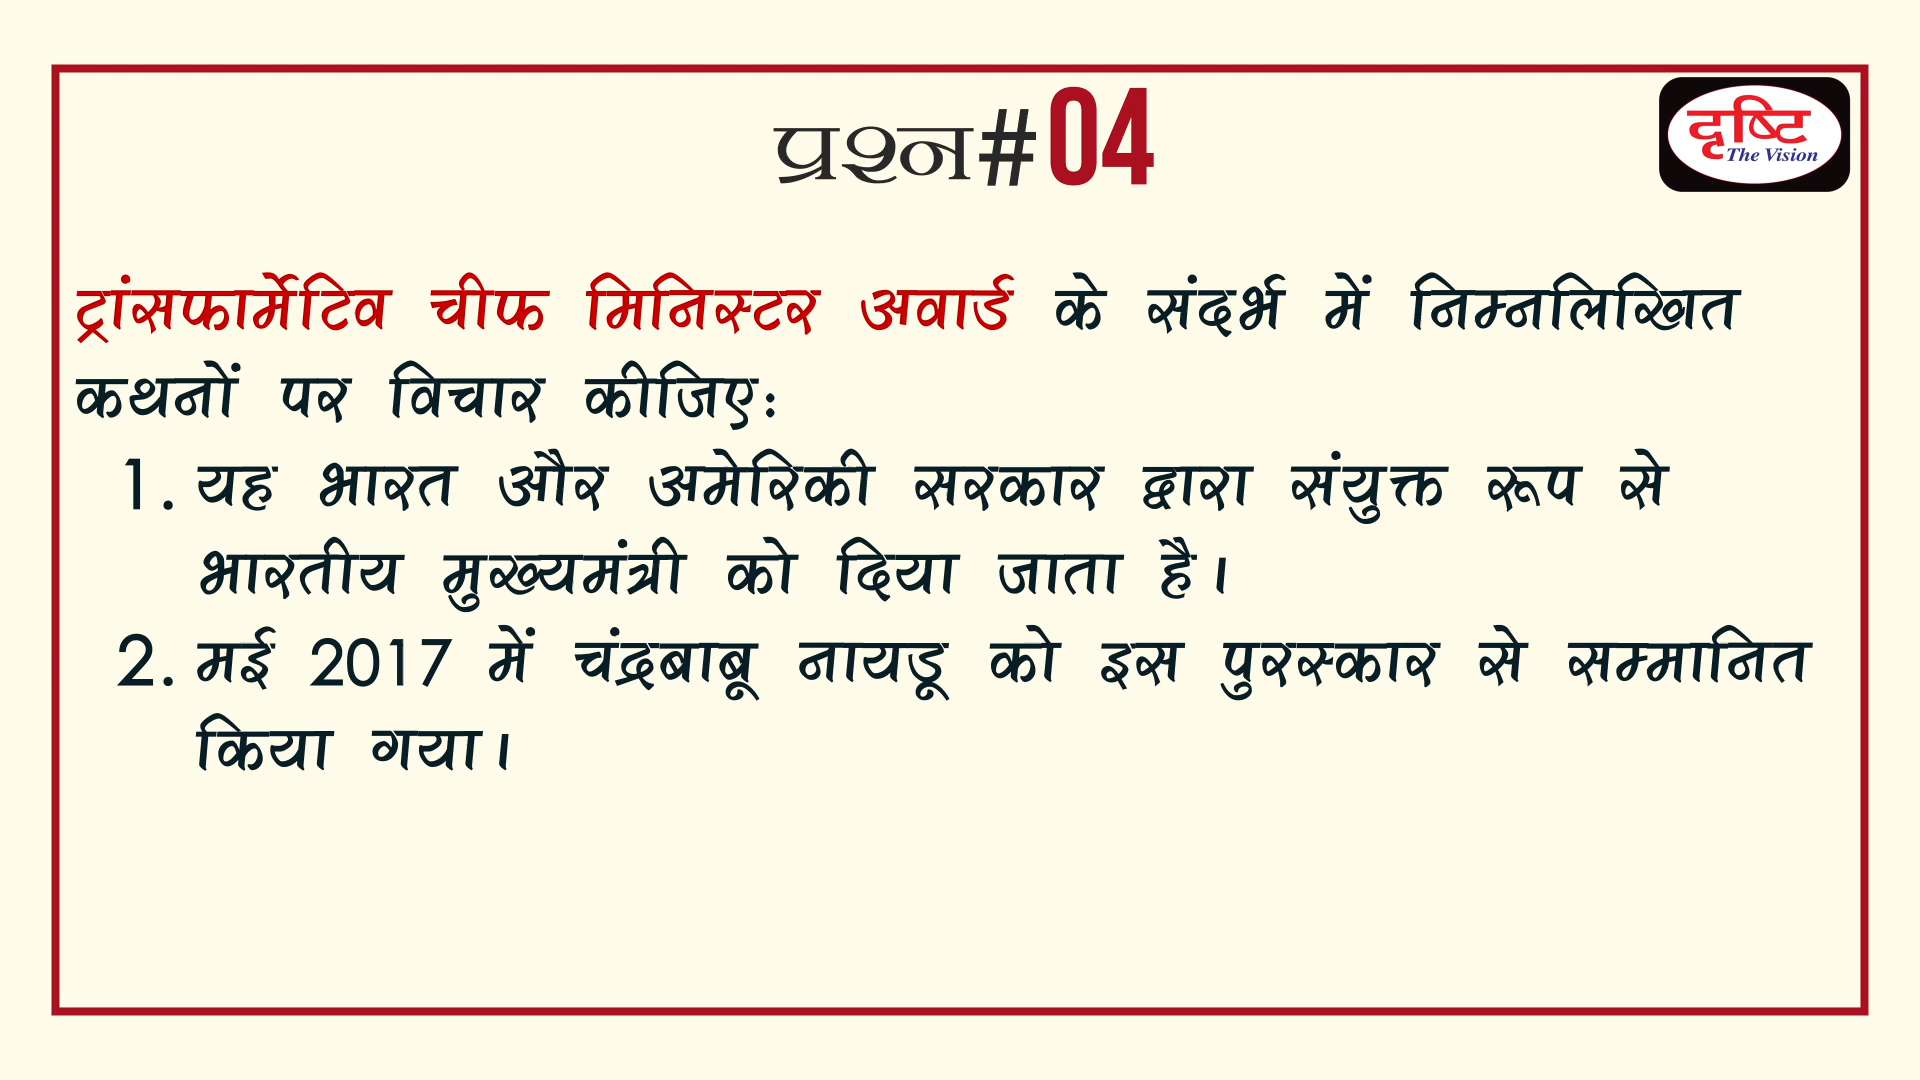 प्रश्न#04
दृष्टि
The Vision
ट्रांसफार्मेटिव चीफ मिनिस्टर अवार्ड के संदर्भ में निम्नलिखित
कथनों पर विचार कीजिए:
1. यह भारत और अमेरिकी सरकार द्वारा संयुक्त रूप से
भारतीय मुख्यमंत्री को दिया जाता है।
2. मई 2017 में चंद्रबाबू नायडू को इस पुरस्कार से सम्मानित
किया गया।